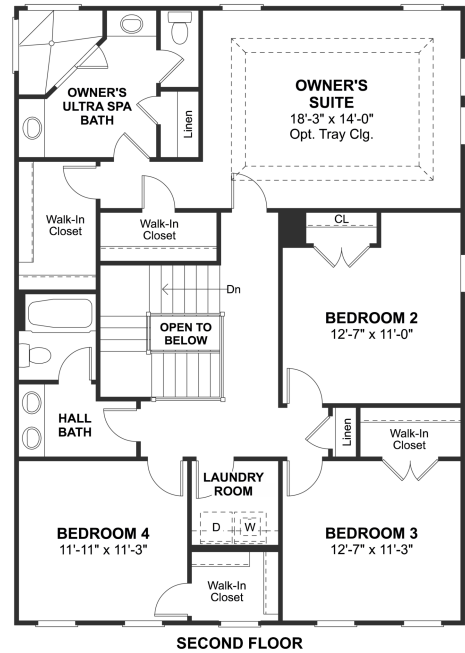 OWNER'S
ULTRA SPA
BATH
Linen
OWNER'S
SUITE
18'-3" x 14'-0"
Opt. Tray Clg.
Walk-In
Closet
Walk-In
Closet
CL
Dn
OPEN TO
BELOW
BEDROOM 2
12'-7" x 11'-0"
HALL
BATH
Linen
Walk-In
Closet
LAUNDRY
ROOM
D
W
BEDROOM 4
11'-11" x 11'-3"
BEDROOM 3
12'-7" x 11'-3"
Walk-In
Closet
SECOND FLOOR